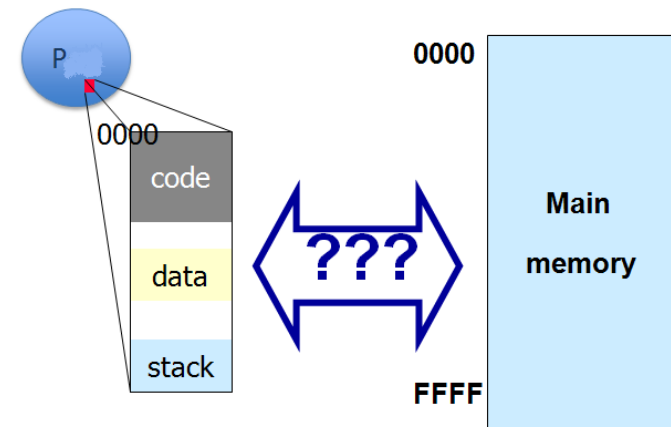 P
0000
code
data
stack
???
0000
Main
memory
FFFF